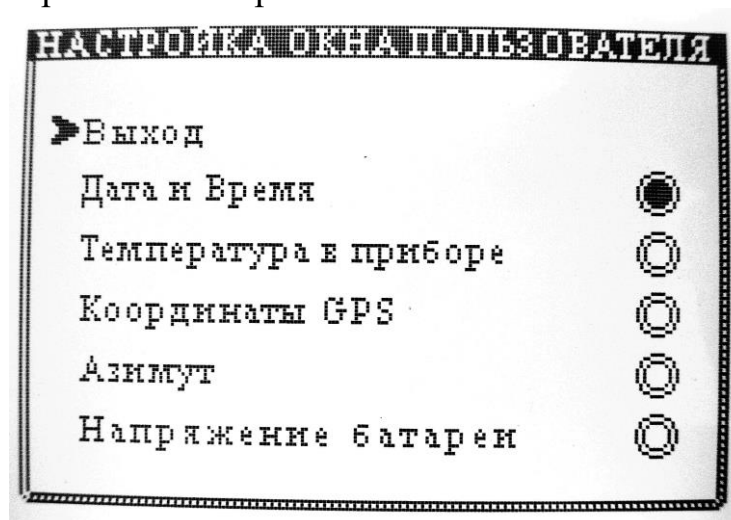 НАСТРОЙКА ОКНА ПОЛЬЗОВАТЕЛЯ
Выход
Дата и Время
Температура в приборе
Координаты GPS
Азимут
Напряжение батареи